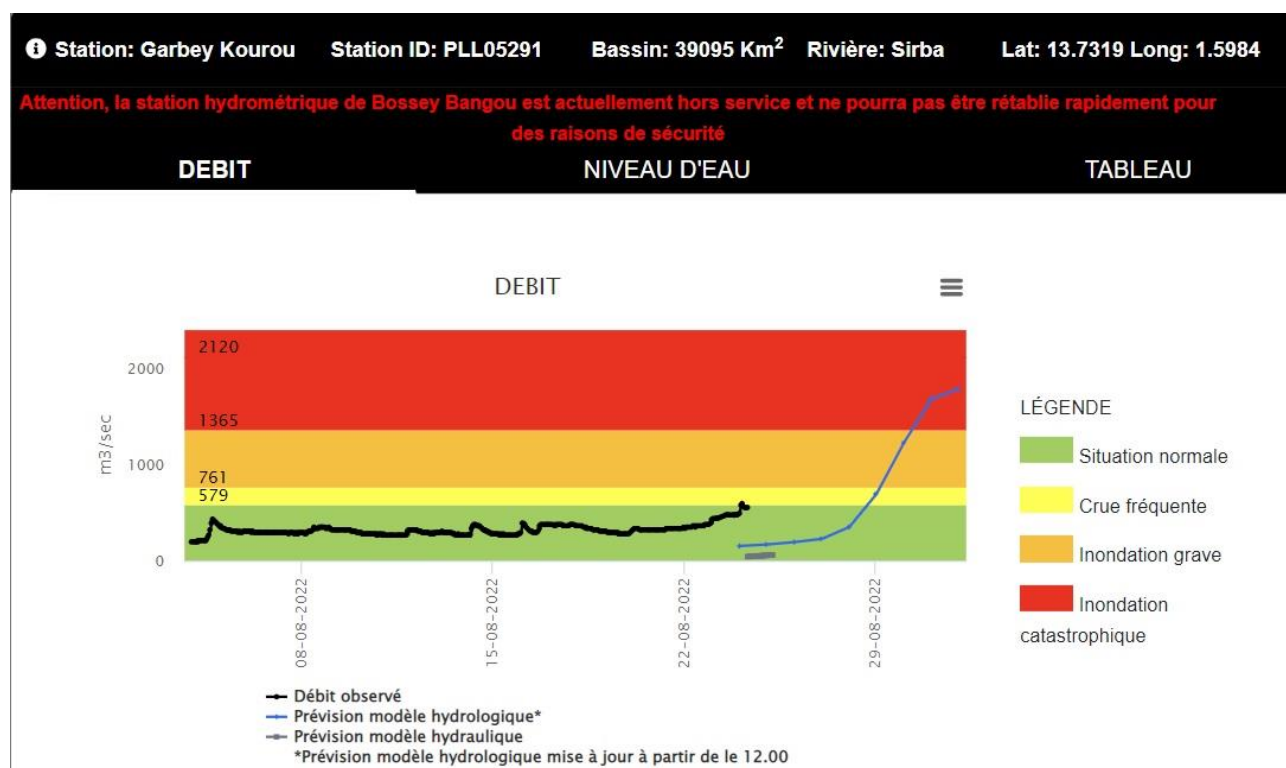 Station: Garbey Kourou Station ID: PLL05291 Bassin: 39095 Km² Rivière: Sirba Lat: 13.7319 Long: 1.5984
Attention, la station hydrométrique de Bossey Bangou est actuellement hors service et ne pourra pas être rétablie rapidement pour
des raisons de sécurité
DEBIT NIVEAU D'EAU TABLEAU
DEBIT
2120
2000
1365
1000
761
579
0
m3/sec
08-08-2022
15-08-2022
22-08-2022
29-08-2022
LÉGENDE
Situation normale
Crue fréquente
Inondation grave
Inondation
catastrophique
Débit observé
Prévision modèle hydrologique*
Prévision modèle hydraulique
*Prévision modèle hydrologique mise à jour à partir de le 12.00